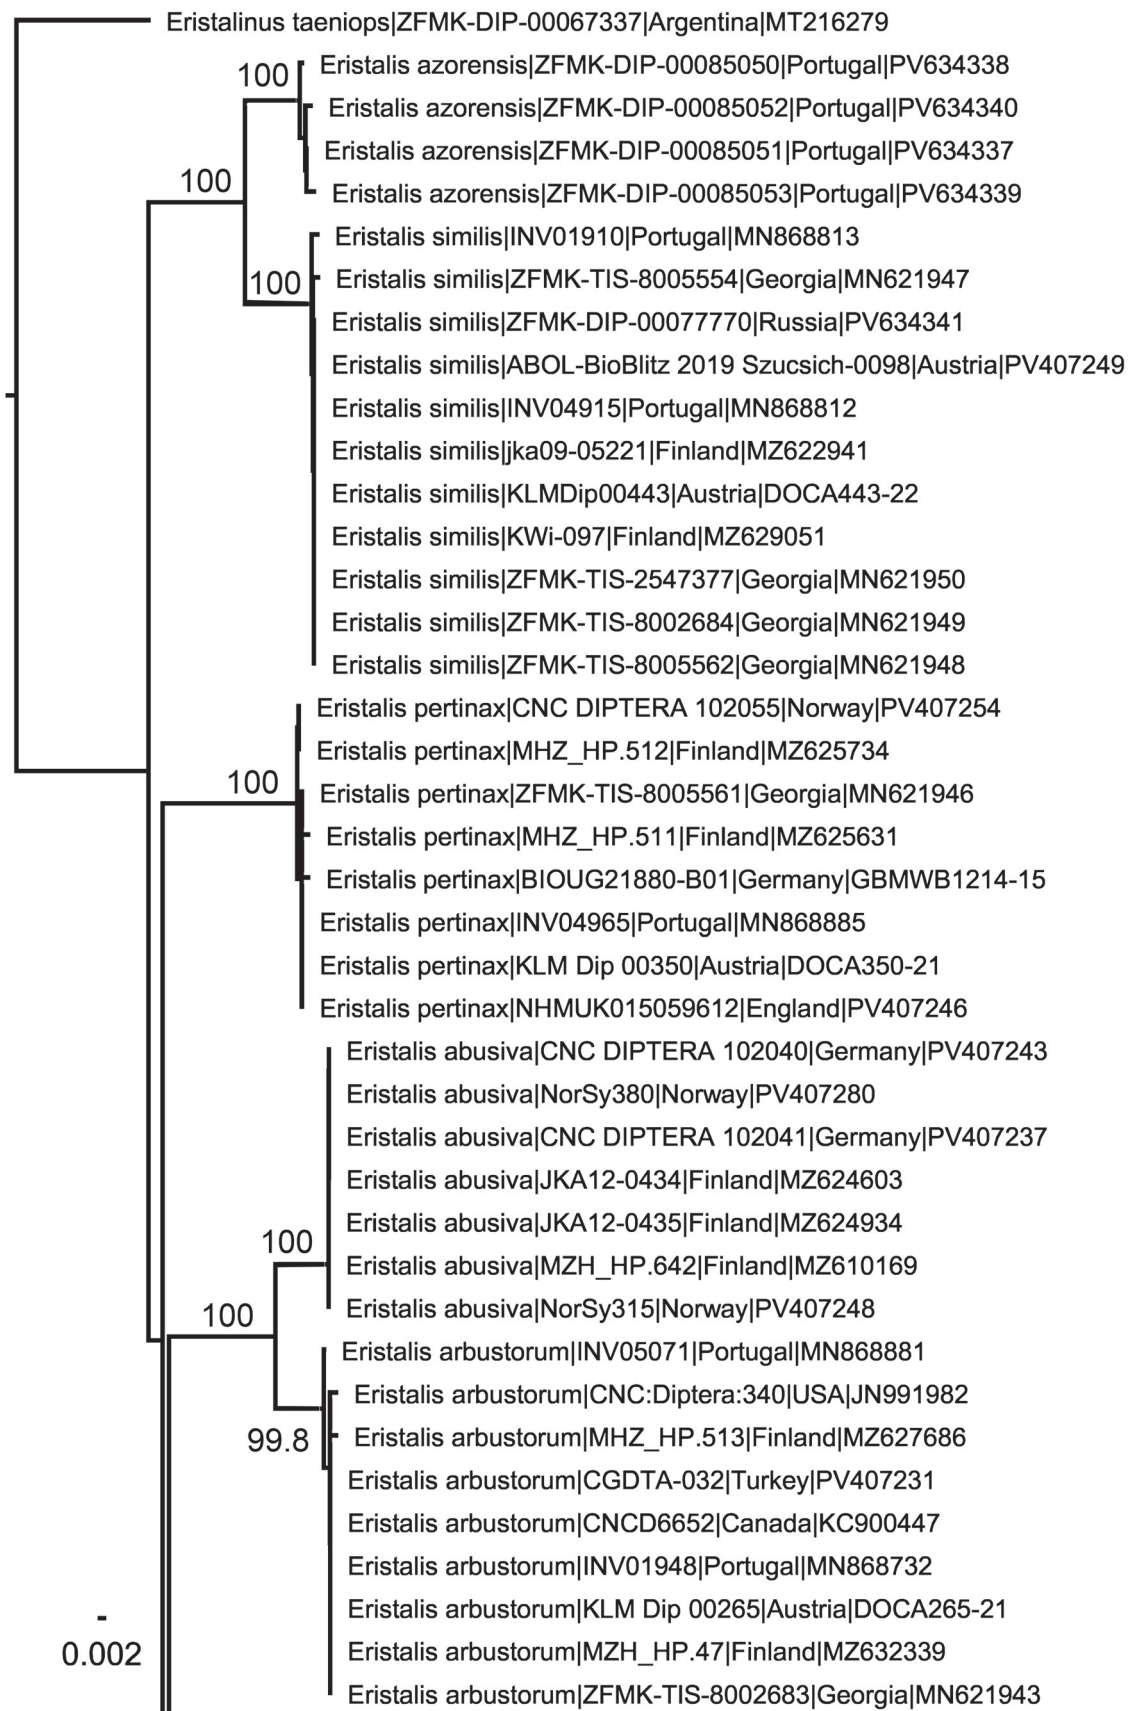 Eristalinus taeniops|ZFMK-DIP-00067337|Argentina|MT216279
100
Eristalis azorensis|ZFMK-DIP-00085050|Portugal|PV634338
Eristalis azorensis|ZFMK-DIP-00085052|Portugal|PV634340
Eristalis azorensis|ZFMK-DIP-00085051|Portugal|PV634337
100
Eristalis azorensis|ZFMK-DIP-00085053|Portugal|PV634339
Eristalis similis|INV01910|Portugal|MN868813
100
Eristalis similis|ZFMK-TIS-8005554|Georgia|MN621947
Eristalis similis|ZFMK-DIP-00077770|Russia|PV634341
Eristalis similis|ABOL-BioBlitz 2019 Szucsich-0098|Austria|PV407249
Eristalis similis|INV04915|Portugal|MN868812
Eristalis similis|jka09-05221|Finland|MZ622941
Eristalis similis|KLMDip00443|Austria|DOCA443-22
Eristalis similis|KWi-097|Finland|MZ629051
Eristalis similis|ZFMK-TIS-2547377|Georgia|MN621950
Eristalis similis|ZFMK-TIS-8002684|Georgia|MN621949
Eristalis similis|ZFMK-TIS-8005562|Georgia|MN621948
Eristalis pertinax|CNC DIPTERA 102055|Norway|PV407254
Eristalis pertinax|MHZ_HP.512|Finland|MZ625734
100
Eristalis pertinax|ZFMK-TIS-8005561|Georgia|MN621946
Eristalis pertinax|MHZ_HP.511|Finland|MZ625631
Eristalis pertinax|BIOUG21880-B01|Germany|GBMWB1214-15
Eristalis pertinax|INV04965|Portugal|MN868885
Eristalis pertinax|KLM Dip 00350|Austria|DOCA350-21
Eristalis pertinax|NHMUK015059612|England|PV407246
Eristalis abusiva|CNC DIPTERA 102040|Germany|PV407243
Eristalis abusiva|NorSy380|Norway|PV407280
Eristalis abusiva|CNC DIPTERA 102041|Germany|PV407237
Eristalis abusiva|JKA12-0434|Finland|MZ624603
Eristalis abusiva|JKA12-0435|Finland|MZ624934
100
Eristalis abusiva|MZH_HP.642|Finland|MZ610169
100
Eristalis abusiva|NorSy315|Norway|PV407248
Eristalis arbustorum|INV05071|Portugal|MN868881
Eristalis arbustorum|CNC:Diptera:340|USA|JN991982
99.8
Eristalis arbustorum|MHZ_HP.513|Finland|MZ627686
Eristalis arbustorum|CGDTA-032|Turkey|PV407231
Eristalis arbustorum|CNCD6652|Canada|KC900447
Eristalis arbustorum|INV01948|Portugal|MN868732
Eristalis arbustorum|KLM Dip 00265|Austria|DOCA265-21
0.002
Eristalis arbustorum|MZH_HP.47|Finland|MZ632339
Eristalis arbustorum|ZFMK-TIS-8002683|Georgia|MN621943